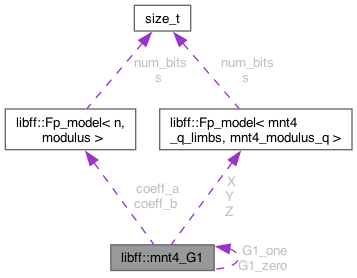 size_t
num_bits
s
num_bits
s
libff::Fp_model< n,
modulus >
libff::Fp_model< mnt4
_q_limbs, mnt4_modulus_q >
coeff_a
coeff_b
X
Y
Z
libff::mnt4_G1
G1_one
G1_zero